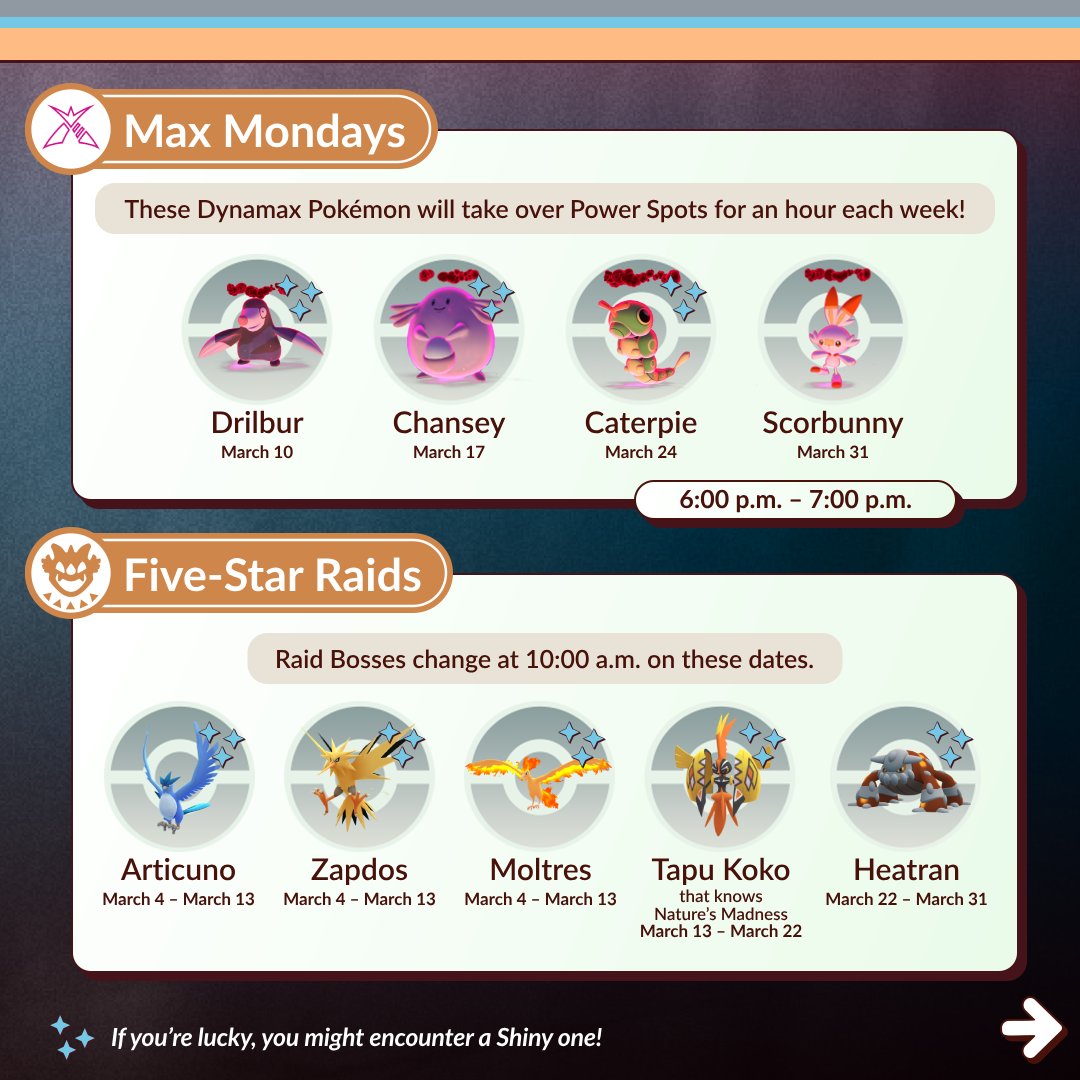 Max Mondays
These Dynamax Pokémon will take over Power Spots for an hour each week!
Drilbur
March 10
Chansey
March 17
Caterpie
March 24
Scorbunny
March 31
6:00 p.m. – 7:00 p.m.
Five-Star Raids
Raid Bosses change at 10:00 a.m. on these dates.
Articuno
March 4 – March 13
Zapdos
March 4 – March 13
Moltres
March 4 – March 13
Tapu Koko
that knows
Nature's Madness
March 13 – March 22
Heatran
March 22 – March 31
If you're lucky, you might encounter a Shiny one!